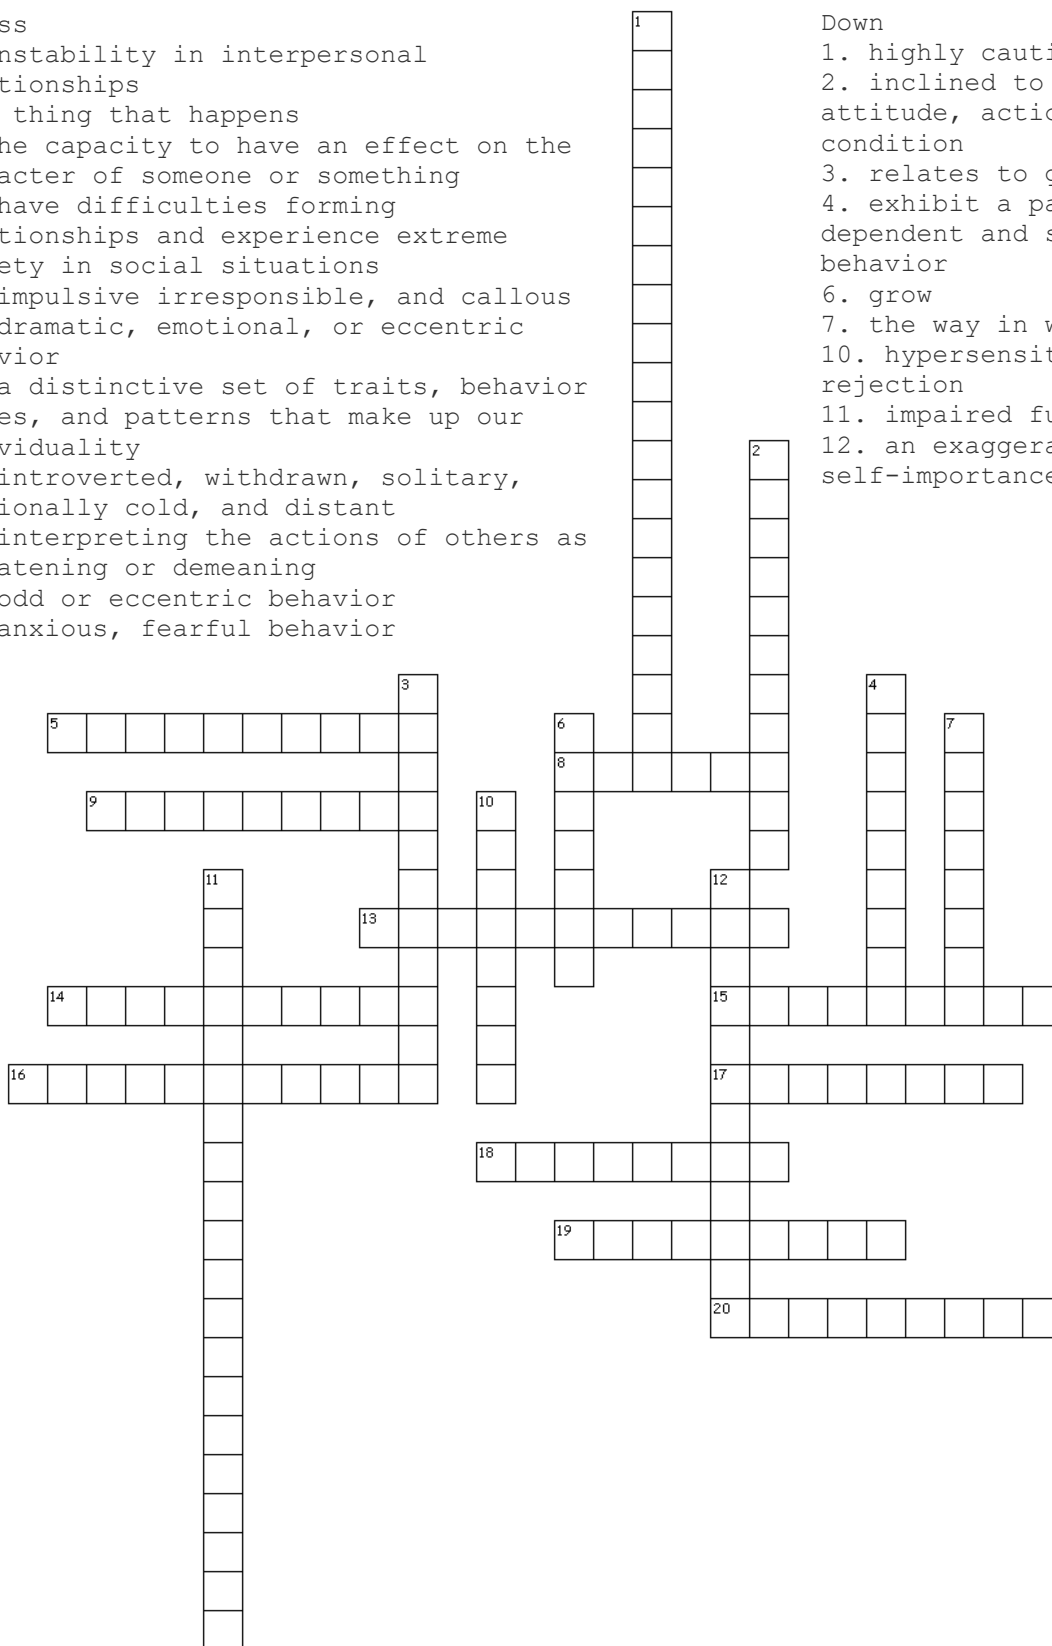 ss
nstability in interpersonal
tionships
thing that happens
he capacity to have an effect on the
acter of someone or something
have difficulties forming
tionships and experience extreme
ety in social situations
impulsive irresponsible, and callous
dramatic, emotional, or eccentric
vior
a distinctive set of traits, behavior
es, and patterns that make up our
viduality
introverted, withdrawn, solitary,
ionally cold, and distant
interpreting the actions of others as
atening or demeaning
odd or eccentric behavior
anxious, fearful behavior
Down
1. highly cauti
2. inclined to
attitude, actio
condition
3. relates to g
4. exhibit a pa
dependent and s
behavior
6. grow
7. the way in w
10. hypersensit
rejection
11. impaired fu
12. an exaggera
self-importance
1
2
3
4
5
6
7
8
9
10
11
12
13
14
15
16
17
18
19
20